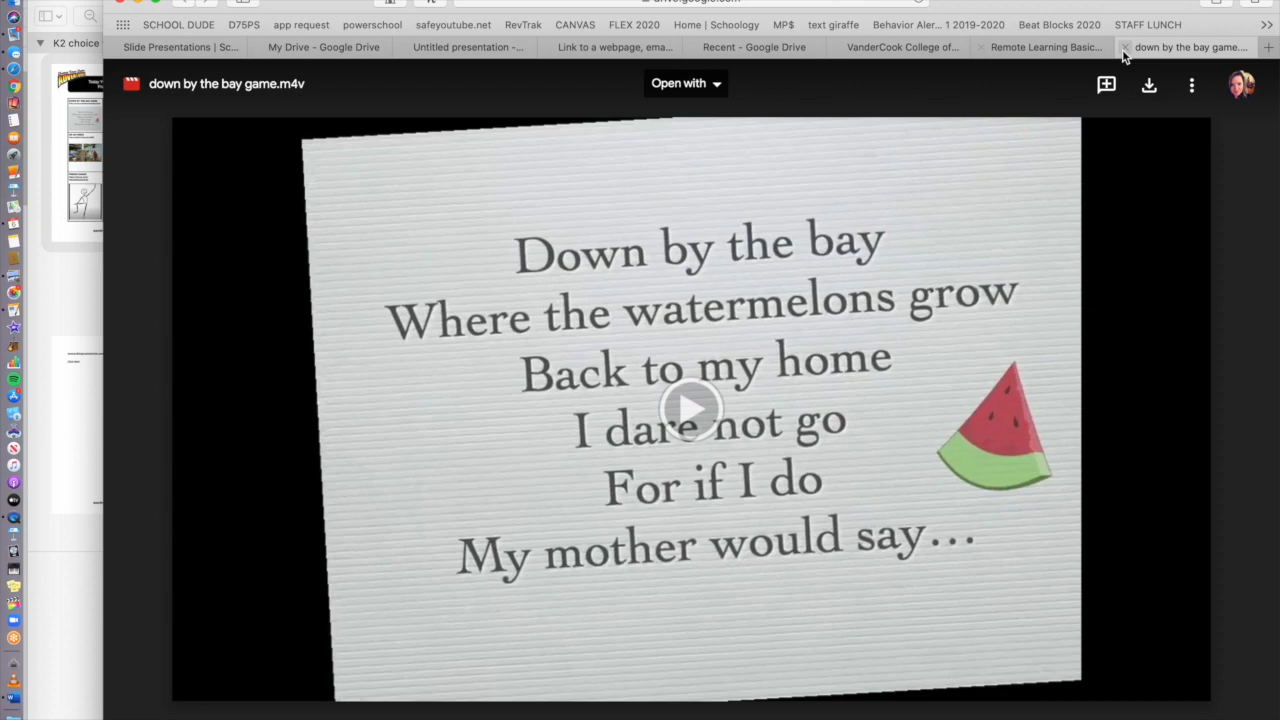 drive.google.com
SCHOOL DUDE D75PS app request powerschool safeyoutube.net RevTrak CANVAS FLEX 2020 Home | Schoology MP$ text giraffe Behavior Aler... 1 2019-2020 Beat Blocks 2020 STAFF LUNCH
K2 choice
Slide Presentations | Sc... My Drive - Google Drive Untitled presentation -... Link to a webpage, ema... Recent - Google Drive VanderCook College of... Remote Learning Basic... down by the bay game....
down by the bay game.m4v
Open with
Down by the bay
Where the watermelons grow
Back to my home
I dare not go
For if I do
My mother would say...